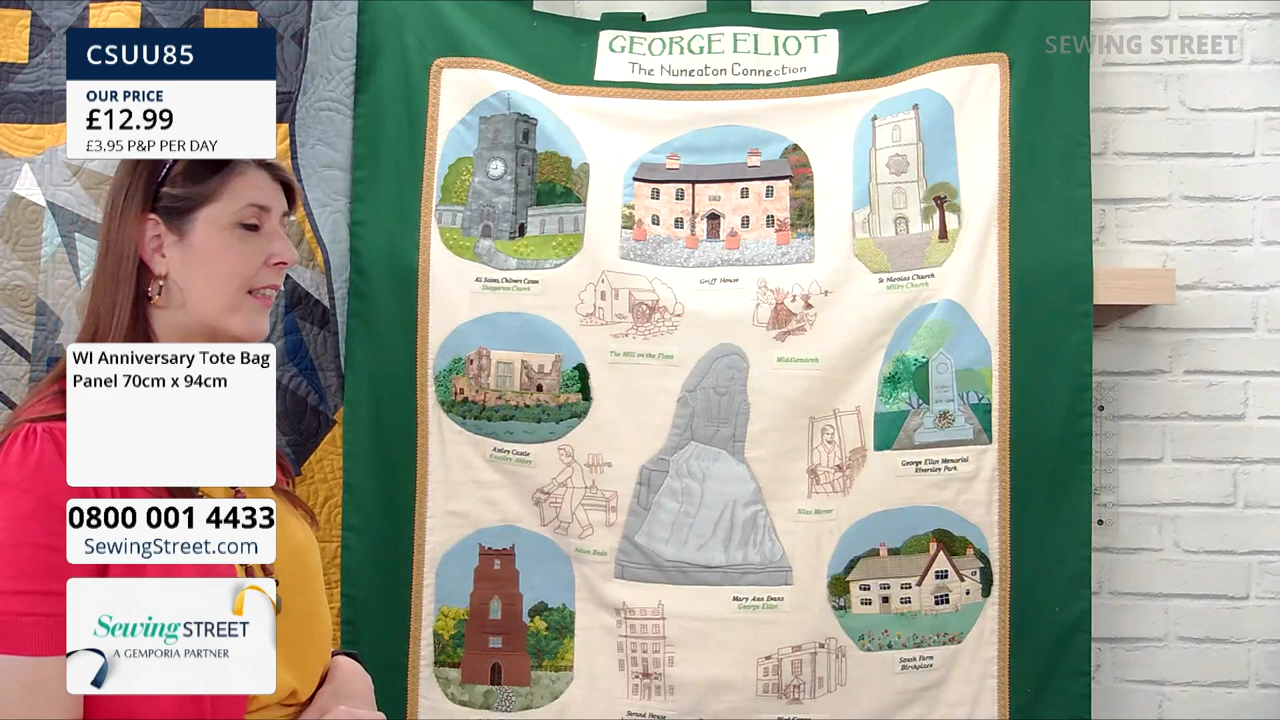 CSUU85
OUR PRICE
£12.99
£3.95 P&P PER DAY
WI Anniversary Tote Bag
Panel 70cm x 94cm
0800 001 4433
SewingStreet.com
Sewing STREET
A GEMPORIA PARTNER
SEWING STREET
GEORGE ELIOT
The Nuneaton Connection
All Saints, Chilvers Coton
Shepperton Church
Griff House
St Nicolas Church
Milby Church
The Mill on the Floss
Middlemarch
Astley Castle
Knebley Abbey
George Eliot Memorial
Riversley Park
Silas Marner
Adam Bede
Mary Ann Evans
George Eliot
South Farm
Birthplace
Strand House